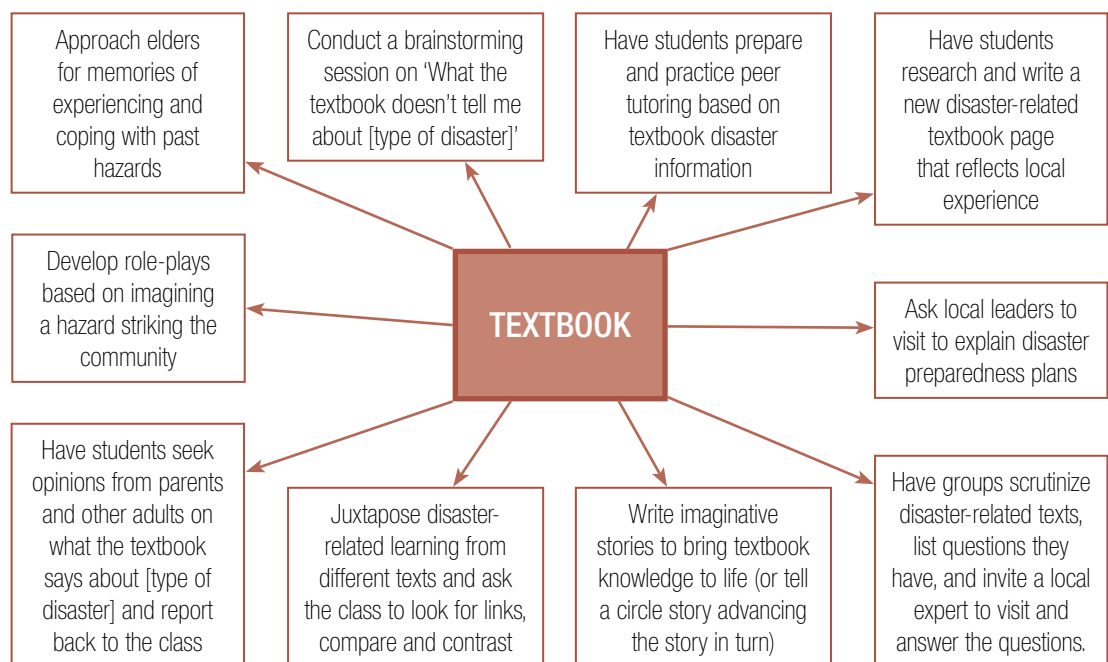 Approach elders
for memories of
experiencing and
coping with past
hazards
Conduct a brainstorming
session on ‘What the
textbook doesn’t tell me
about [type of disaster]’
Have students prepare
and practice peer
tutoring based on
textbook disaster
information
Have students
research and write a
new disaster-related
textbook page
that reflects local
experience
Develop role-plays
based on imagining
a hazard striking the
community
TEXTBOOK
Ask local leaders to
visit to explain disaster
preparedness plans
Have students seek
opinions from parents
and other adults on
what the textbook
says about [type of
disaster] and report
back to the class
Juxtapose disaster-
related learning from
different texts and ask
the class to look for links,
compare and contrast
Write imaginative
stories to bring textbook
knowledge to life (or tell
a circle story advancing
the story in turn)
Have groups scrutinize
disaster-related texts,
list questions they
have, and invite a local
expert to visit and
answer the questions.